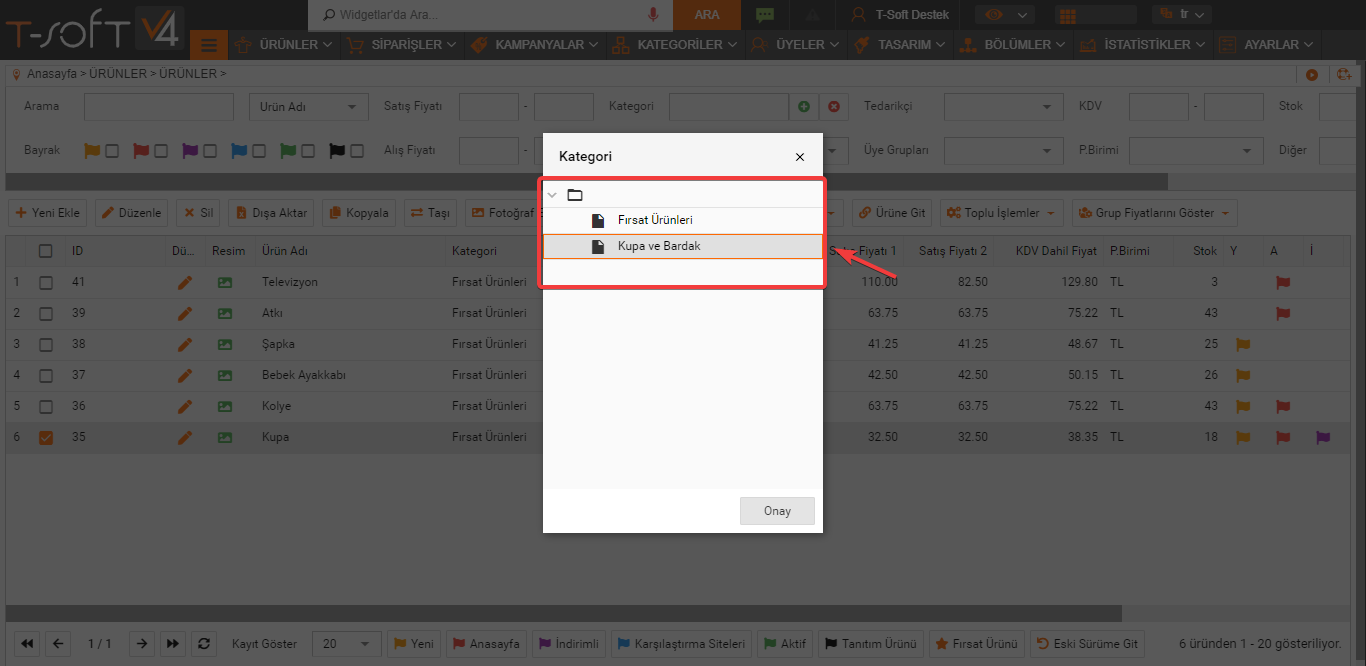 T-SOFT V4
Widgetlar'da Ara...
ARA
T-Soft Destek
tr
ÜRÜNLER
SİPARİŞLER
KAMPANYALAR
KATEGORİLER
ÜYELER
TASARIM
BÖLÜMLER
İSTATİSTİKLER
AYARLAR
Anasayfa > ÜRÜNLER > ÜRÜNLER >
Arama
Ürün Adı
Satış Fiyatı
-
Kategori
Tedarikçi
KDV
-
Stok
Bayrak
Alış Fiyatı
-
Üye Grupları
P.Birimi
Diğer
Kategori
Fırsat Ürünleri
Kupa ve Bardak
Onay
Yeni Ekle
Düzenle
Sil
Dışa Aktar
Kopyala
Taşı
Fotoğraf
Ürüne Git
Toplu İşlemler
Grup Fiyatlarını Göster
ID Dü... Resim Ürün Adı Kategori Satış Fiyatı 1 Satış Fiyatı 2 KDV Dahil Fiyat P.Birimi Stok Y A İ
1 41 Televizyon Fırsat Ürünleri 110.00 82.50 129.80 TL 3
2 39 Atkı Fırsat Ürünleri 63.75 63.75 75.22 TL 43
3 38 Şapka Fırsat Ürünleri 41.25 41.25 48.67 TL 25
4 37 Bebek Ayakkabı Fırsat Ürünleri 42.50 42.50 50.15 TL 26
5 36 Kolye Fırsat Ürünleri 63.75 63.75 75.22 TL 43
6 35 Kupa Fırsat Ürünleri 32.50 32.50 38.35 TL 18
1 / 1
Kayıt Göster
20
Yeni
Anasayfa
İndirimli
Karşılaştırma Siteleri
Aktif
Tanıtım Ürünü
Fırsat Ürünü
Eski Sürüme Git
6 üründen 1 - 20 gösteriliyor.